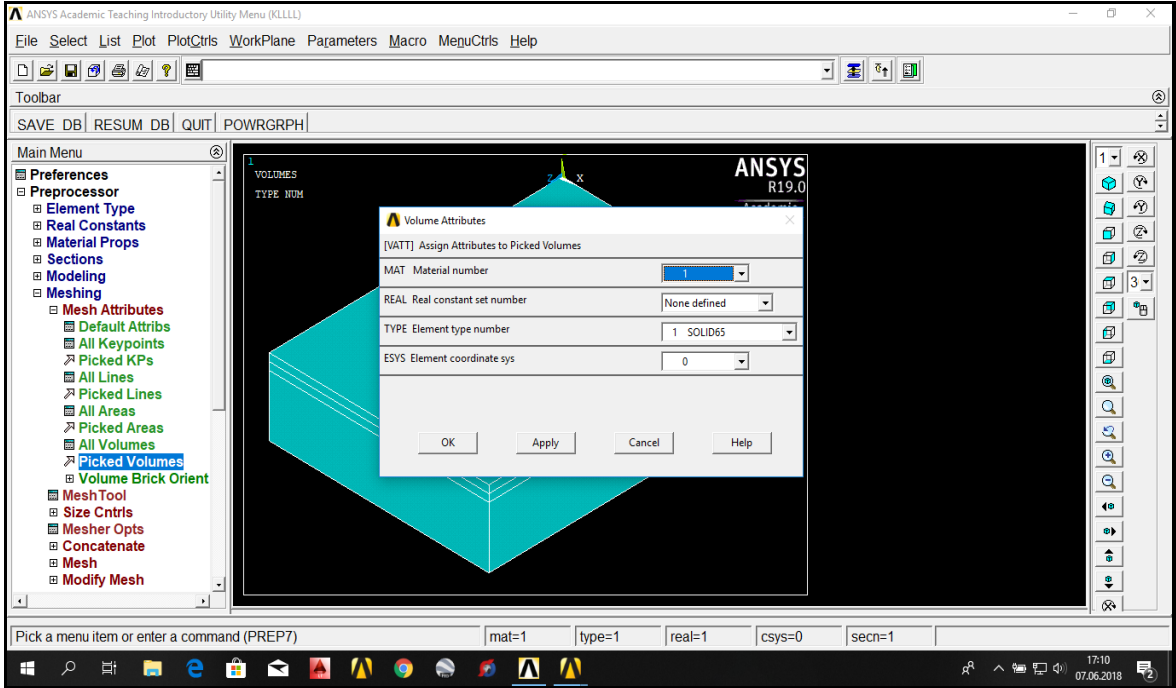 ANSYS Academic Teaching Introductory Utility Menu (KLLLL)
File Select List Plot PlotCtrls WorkPlane Parameters Macro MenuCtrls Help
Toolbar
SAVE_DB RESUM_DB QUIT POWRGRPH
Main Menu
Preferences
Preprocessor
Element Type
Real Constants
Material Props
Sections
Modeling
Meshing
Mesh Attributes
Default Attribs
All Keypoints
Picked KPs
All Lines
Picked Lines
All Areas
Picked Areas
All Volumes
Picked Volumes
Volume Brick Orient
MeshTool
Size Cntrls
Mesher Opts
Concatenate
Mesh
Modify Mesh
1
VOLUMES
TYPE NUM
Z X
ANSYS
R19.0
Volume Attributes
[VATT] Assign Attributes to Picked Volumes
MAT Material number 1
REAL Real constant set number None defined
TYPE Element type number 1 SOLID65
ESYS Element coordinate sys 0
OK Apply Cancel Help
1
3
Pick a menu item or enter a command (PREP7) mat=1 type=1 real=1 csys=0 secn=1
17:10
07.06.2018
2